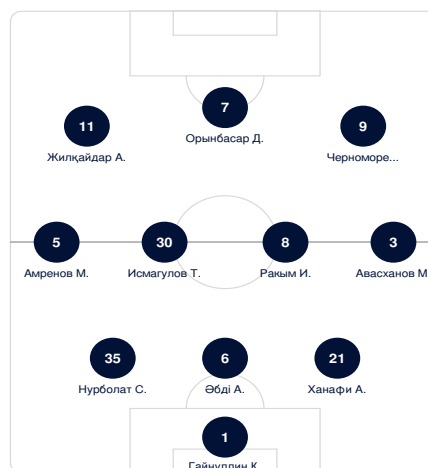 7
11
9
Орынбасар Д.
Жилқайдар А.
Черноморе...
5
30
8
3
Амренов М.
Исмагулов Т.
Ракым И.
Авасханов М
35
6
21
Нурболат С.
Әбді А.
Ханафи А.
1
Гайнуллин К.